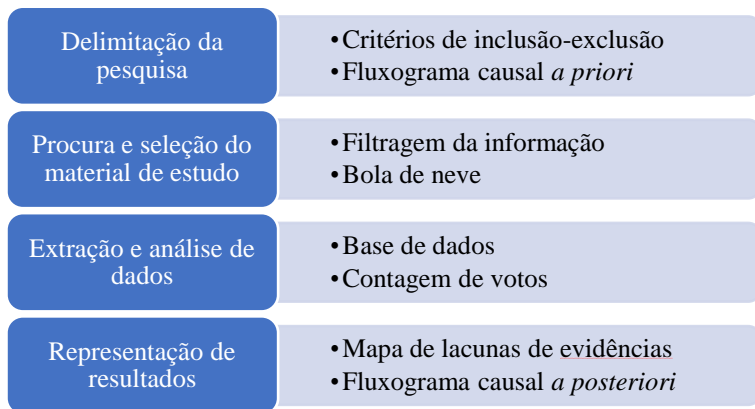 Delimitação da
pesquisa
•Critérios de inclusão-exclusão
•Fluxograma causal a priori
Procura e seleção do
material de estudo
•Filtragem da informação
•Bola de neve
Extração e análise de
dados
•Base de dados
•Contagem de votos
Representação de
resultados
•Mapa de lacunas de evidências
•Fluxograma causal a posteriori